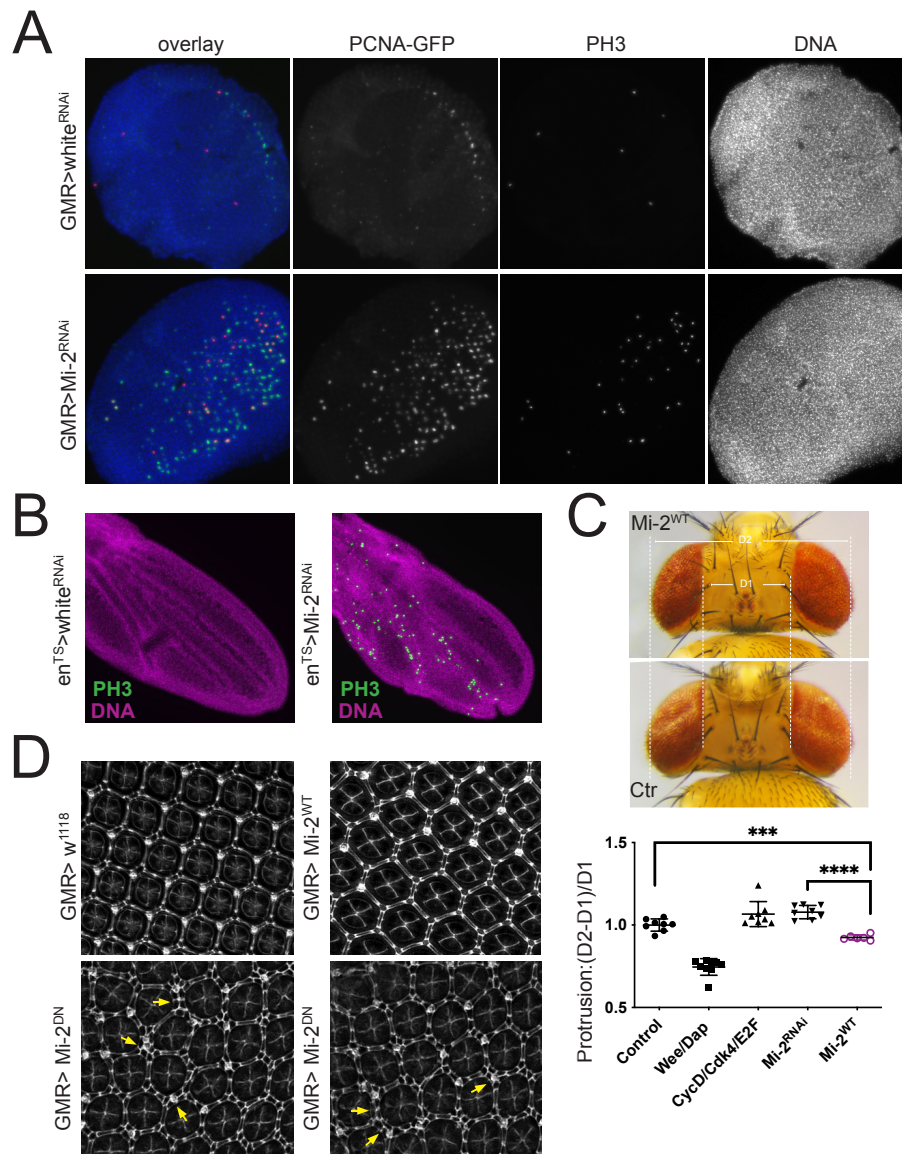 A
overlay PCNA-GFP PH3 DNA
GMR>white^RNAi
GMR>Mi-2^RNAi
B
en^TS>white^RNAi
PH3
DNA
en^TS>Mi-2^RNAi
PH3
DNA
C
Mi-2^WT
D2
D1
Ctr
1.5
1.0
0.5
Protrusion:(D2-D1)/D1
***
****
Control
Wee/Dap
CycD/Cdk4/E2F
Mi-2^RNAi
Mi-2^WT
D
GMR> w^1118
GMR> Mi-2^WT
GMR> Mi-2^DN
GMR> Mi-2^DN